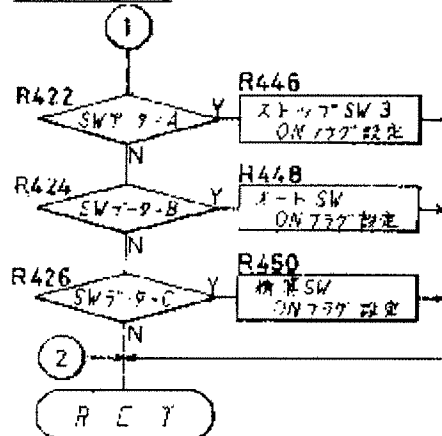 1
R422
SWデータ=A
Y
R446
ストップSW3
ONフラグ設定
N
R424
SWデータ=B
Y
R448
オートSW
ONフラグ設定
N
R426
SWデータ=C
Y
R450
精算SW
ONフラグ設定
N
2
RET